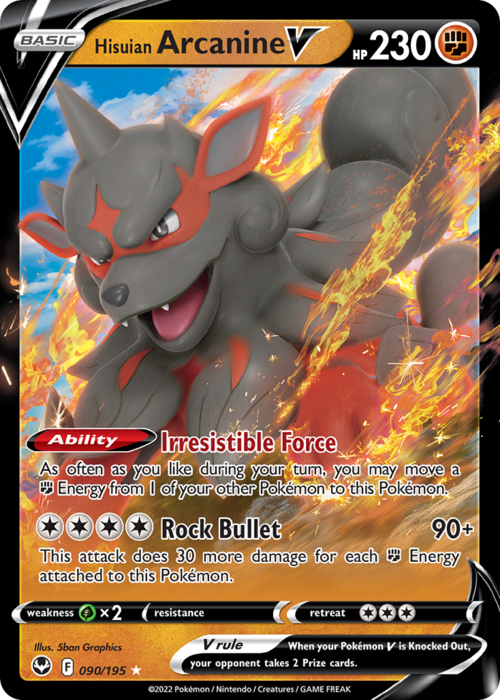 BASIC Hisuian Arcanine V HP 230
Ability Irresistible Force
As often as you like during your turn, you may move a
Energy from 1 of your other Pokémon to this Pokémon.
Rock Bullet 90+
This attack does 30 more damage for each Energy
attached to this Pokémon.
weakness ×2 resistance retreat
Illus. 5ban Graphics
V rule When your Pokémon V is Knocked Out,
your opponent takes 2 Prize cards.
F 090/195
©2022 Pokémon / Nintendo / Creatures / GAME FREAK